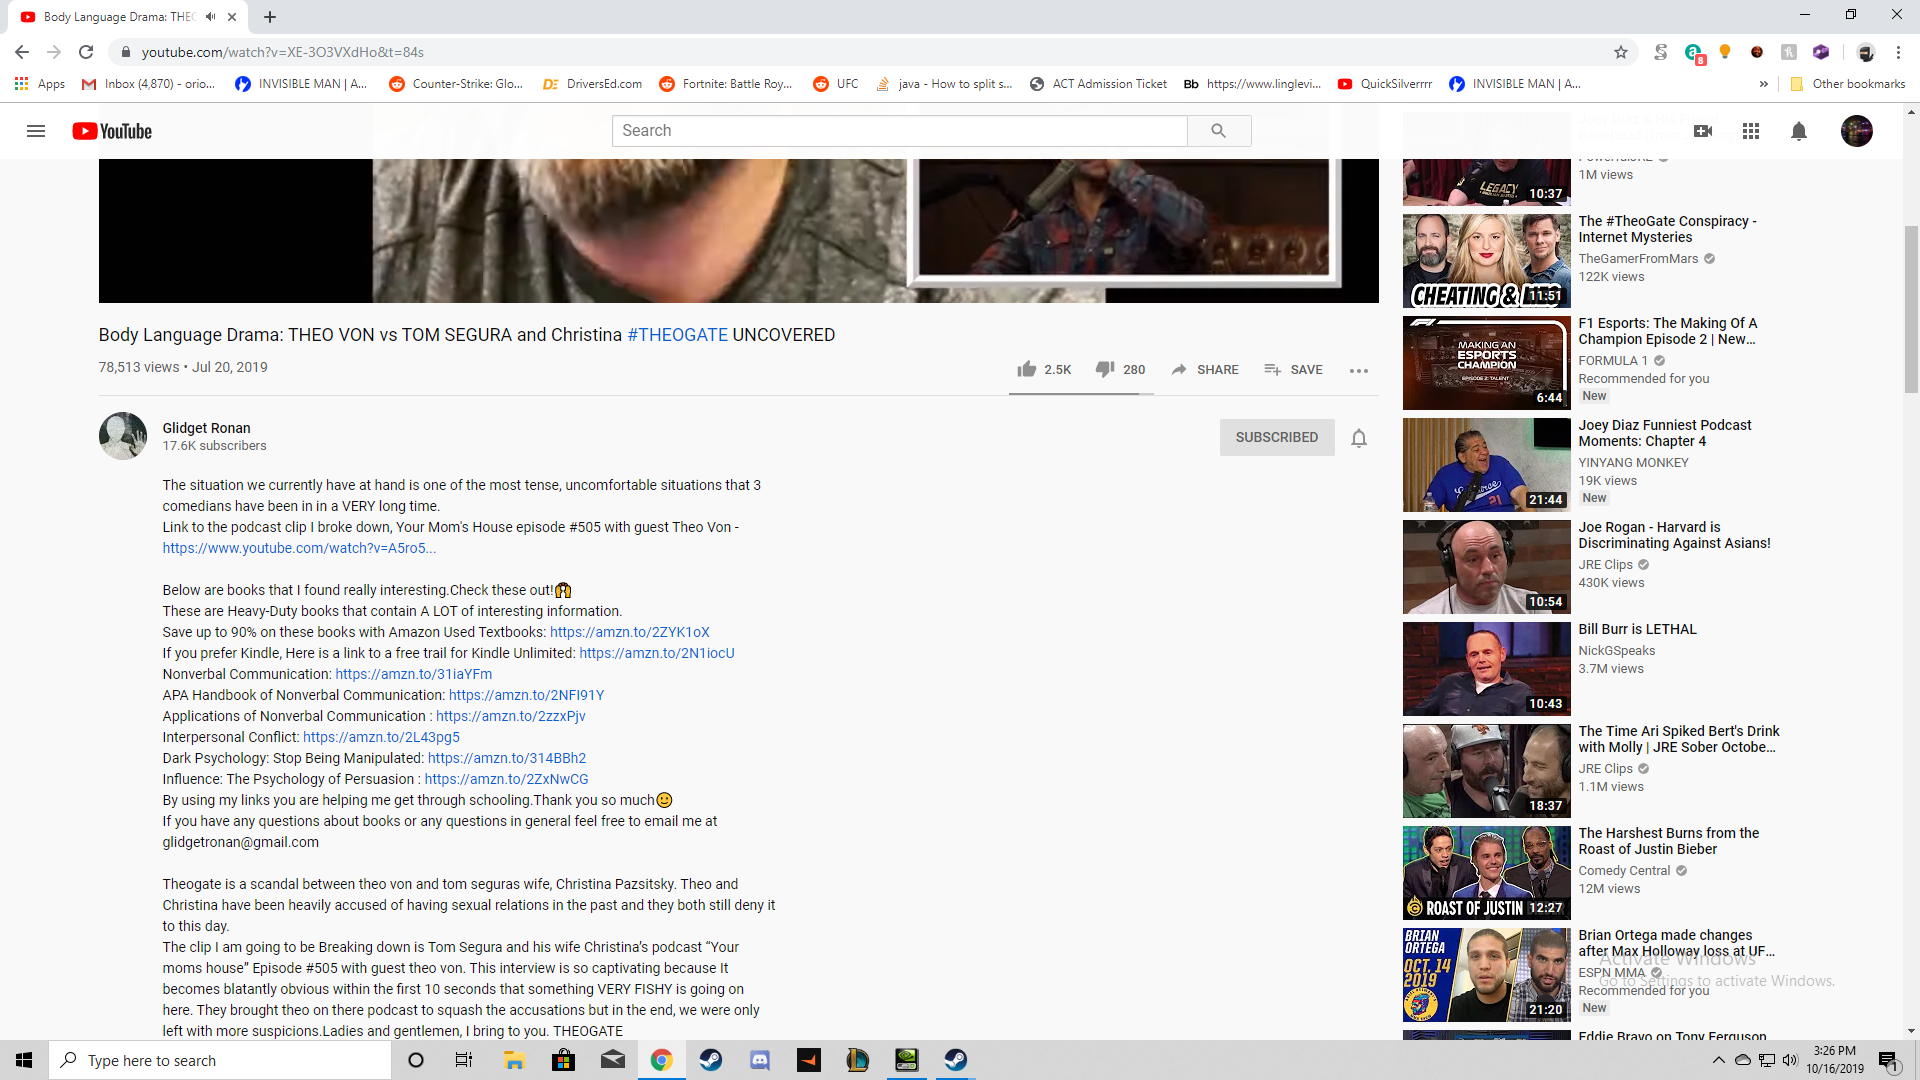 Body Language Drama: THEO
youtube.com/watch?v=XE-3O3VXdHo&t=84s
8
Apps
Inbox (4,870) - orio...
INVISIBLE MAN | A...
Counter-Strike: Glo...
DE DriversEd.com
Fortnite: Battle Roy...
UFC
java - How to split s...
ACT Admission Ticket
Bb https://www.linglevi...
QuickSilverrrr
INVISIBLE MAN | A...
»
Other bookmarks
YouTube
Search
Body Language Drama: THEO VON vs TOM SEGURA and Christina #THEOGATE UNCOVERED
78,513 views • Jul 20, 2019
2.5K
280
SHARE
SAVE
Glidget Ronan
17.6K subscribers
SUBSCRIBED
The situation we currently have at hand is one of the most tense, uncomfortable situations that 3
comedians have been in in a VERY long time.
Link to the podcast clip I broke down, Your Mom's House episode #505 with guest Theo Von -
https://www.youtube.com/watch?v=A5ro5...
Below are books that I found really interesting.Check these out!
These are Heavy-Duty books that contain A LOT of interesting information.
Save up to 90% on these books with Amazon Used Textbooks: https://amzn.to/2ZYK1oX
If you prefer Kindle, Here is a link to a free trail for Kindle Unlimited: https://amzn.to/2N1iocU
Nonverbal Communication: https://amzn.to/31iaYFm
APA Handbook of Nonverbal Communication: https://amzn.to/2NFI91Y
Applications of Nonverbal Communication : https://amzn.to/2zzxPjv
Interpersonal Conflict: https://amzn.to/2L43pg5
Dark Psychology: Stop Being Manipulated: https://amzn.to/314BBh2
Influence: The Psychology of Persuasion : https://amzn.to/2ZxNwCG
By using my links you are helping me get through schooling.Thank you so much🙂
If you have any questions about books or any questions in general feel free to email me at
glidgetronan@gmail.com
Theogate is a scandal between theo von and tom seguras wife, Christina Pazsitsky. Theo and
Christina have been heavily accused of having sexual relations in the past and they both still deny it
to this day.
The clip I am going to be Breaking down is Tom Segura and his wife Christina’s podcast “Your
moms house” Episode #505 with guest theo von. This interview is so captivating because It
becomes blatantly obvious within the first 10 seconds that something VERY FISHY is going on
here. They brought theo on there podcast to squash the accusations but in the end, we were only
left with more suspicions.Ladies and gentlemen, I bring to you. THEOGATE
LEGACY
10:37
1M views
CHEATING & LIES
11:51
The #TheoGate Conspiracy -
Internet Mysteries
TheGamerFromMars
122K views
MAKING AN
ESPORTS
CHAMPION
EPISODE 2: TALENT
6:44
F1 Esports: The Making Of A
Champion Episode 2 | New...
FORMULA 1
Recommended for you
New
21
21:44
Joey Diaz Funniest Podcast
Moments: Chapter 4
YINYANG MONKEY
19K views
New
10:54
Joe Rogan - Harvard is
Discriminating Against Asians!
JRE Clips
430K views
10:43
Bill Burr is LETHAL
NickGSpeaks
3.7M views
18:37
The Time Ari Spiked Bert's Drink
with Molly | JRE Sober Octobe...
JRE Clips
1.1M views
ROAST OF JUSTIN
12:27
The Harshest Burns from the
Roast of Justin Bieber
Comedy Central
12M views
BRIAN
ORTEGA
OCT. 14
2019
21:20
Brian Ortega made changes
after Max Holloway loss at UF...
ESPN MMA
Recommended for you
New
Activate Windows
Go to Settings to activate Windows.
Eddie Bravo on Tony Ferguson
Type here to search
3:26 PM
10/16/2019
1